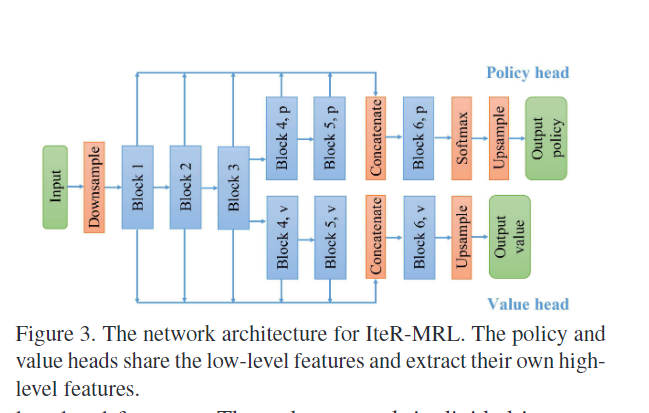 Policy head
Input
Downsample
Block 1
Block 2
Block 3
Block 4, p
Block 5, p
Concatenate
Block 6, p
Softmax
Upsample
Output
policy
Block 4, v
Block 5, v
Concatenate
Block 6, v
Upsample
Output
value
Value head
Figure 3. The network architecture for IteR-MRL. The policy and
value heads share the low-level features and extract their own high-
level features.